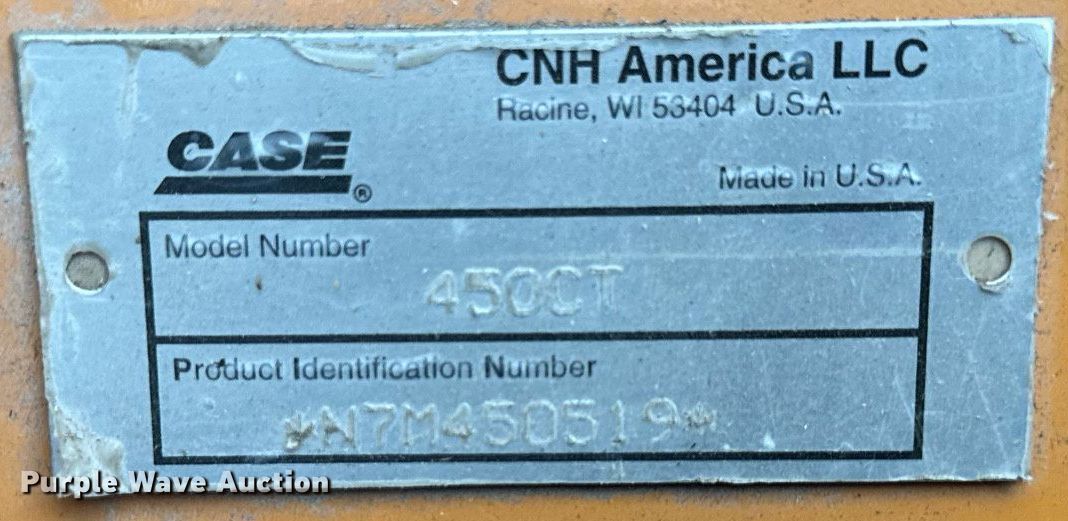 CNH America LLC
Racine, WI 53404 U.S.A.
CASE®
Made in U.S.A.
Model Number
450CT
Product Identification Number
*N7M450519*
Purple Wave Auction